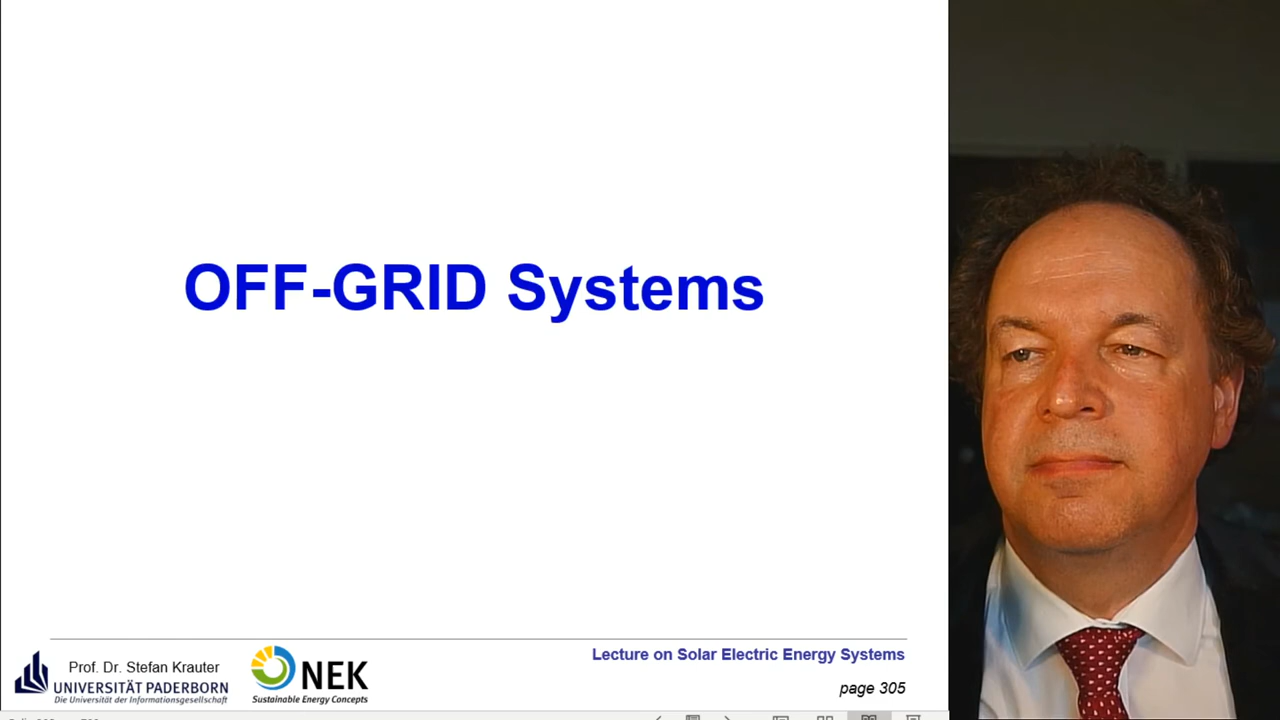 OFF-GRID Systems
Prof. Dr. Stefan Krauter
UNIVERSITÄT PADERBORN
Die Universität der Informationsgesellschaft
NEK
Sustainable Energy Concepts
Lecture on Solar Electric Energy Systems
page 305